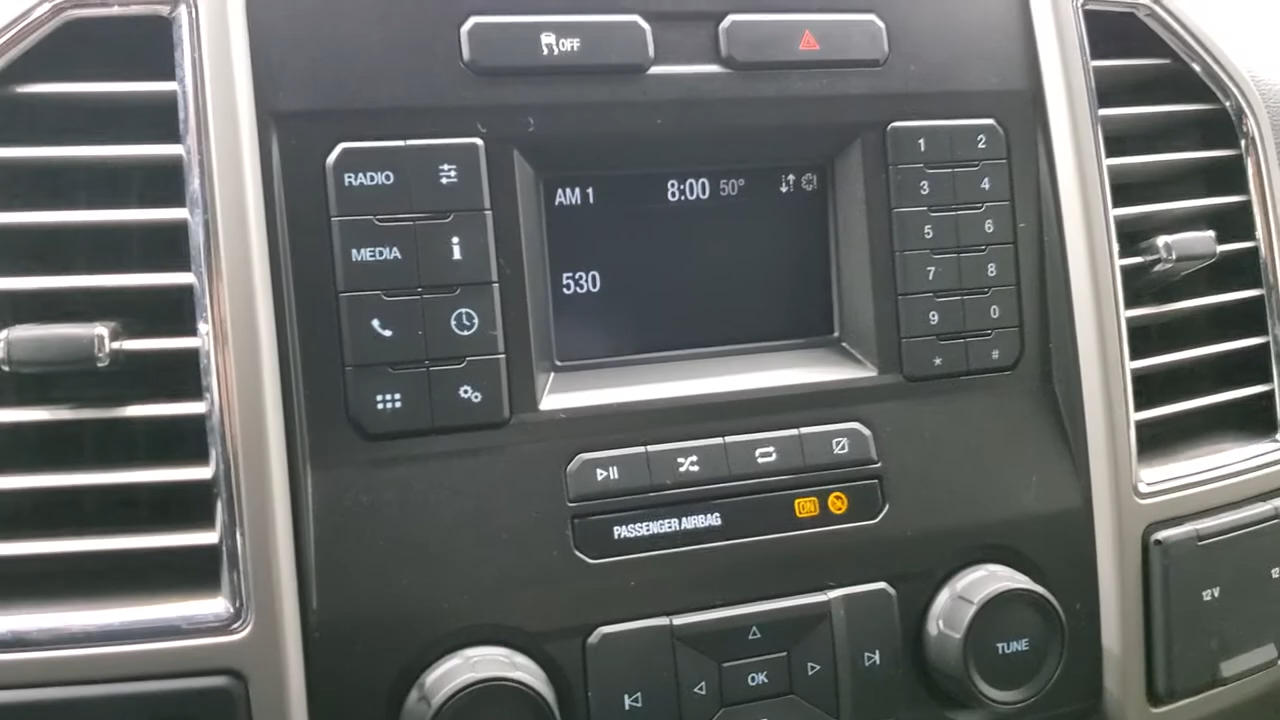 OFF
RADIO
MEDIA
AM 1 8:00 50°
530
1 2
3 4
5 6
7 8
9 0
* #
PASSENGER AIRBAG ON
OK
TUNE
12V
12